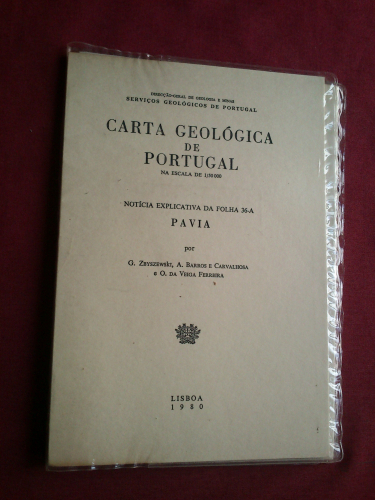 DIRECÇÃO-GERAL DE GEOLOGIA E MINAS
SERVIÇOS GEOLÓGICOS DE PORTUGAL
CARTA GEOLÓGICA
DE
PORTUGAL
NA ESCALA DE 1/50 000
NOTÍCIA EXPLICATIVA DA FOLHA 36-A
PAVIA
por
G. ZBYSZEWSKI, A. BARROS E CARVALHOSA
e O. DA VEIGA FERREIRA
LISBOA
1980